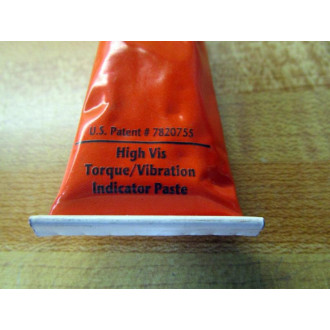 U.S. Patent # 7820755
High Vis
Torque/Vibration
Indicator Paste